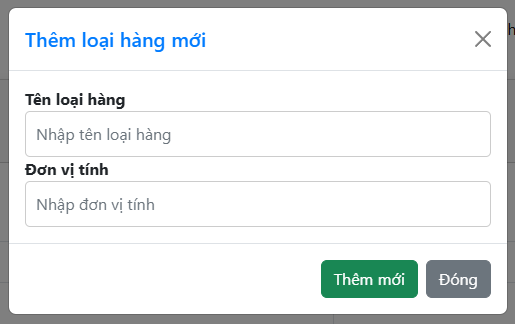 Thêm loại hàng mới
Tên loại hàng
Nhập tên loại hàng
Đơn vị tính
Nhập đơn vị tính
Thêm mới
Đóng